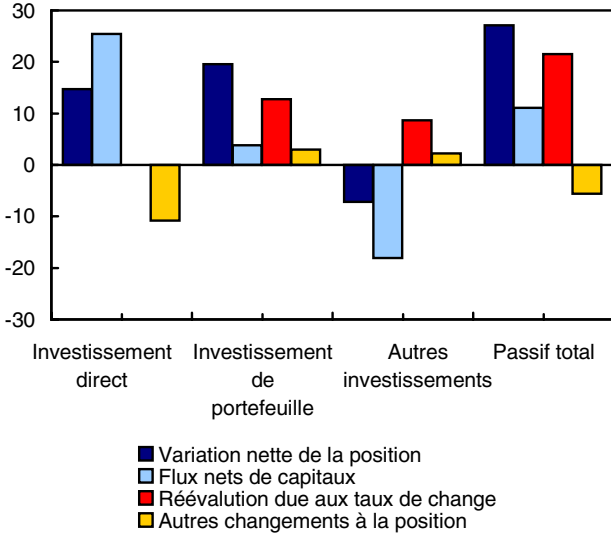 30
20
10
0
-10
-20
-30
Investissement direct
Investissement de portefeuille
Autres investissements
Passif total
Variation nette de la position
Flux nets de capitaux
Réévalution due aux taux de change
Autres changements à la position